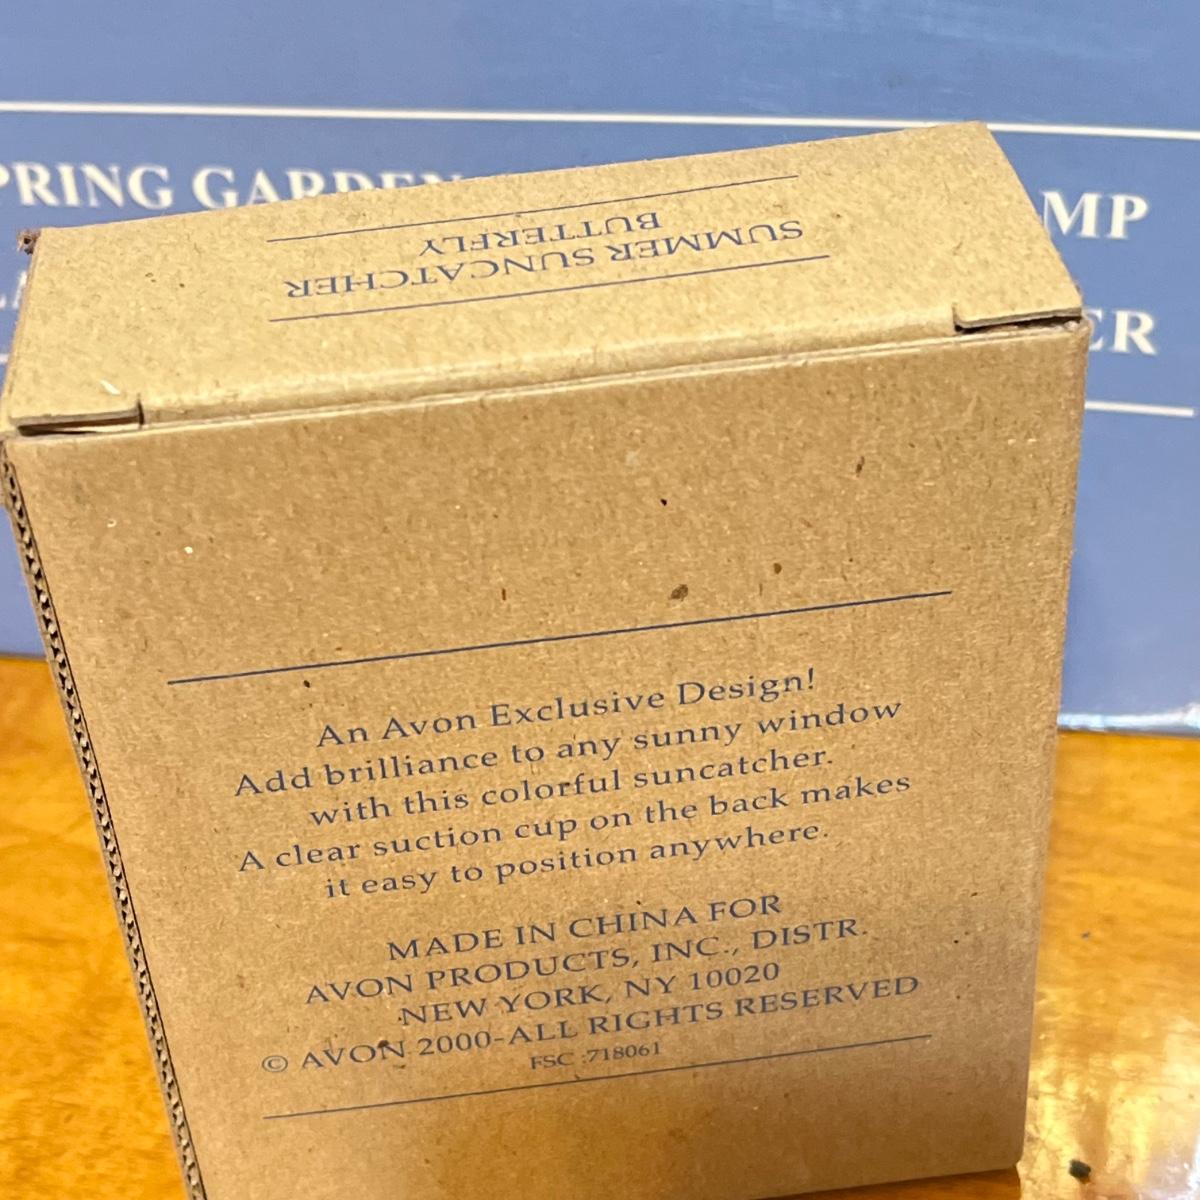 PRING GARDEN
MP
ER
SUMMER SUNCATCHER
BUTTERFLY
An Avon Exclusive Design!
Add brilliance to any sunny window
with this colorful suncatcher.
A clear suction cup on the back makes
it easy to position anywhere.
MADE IN CHINA FOR
AVON PRODUCTS, INC., DISTR.
NEW YORK, NY 10020
© AVON 2000-ALL RIGHTS RESERVED
FSC :718061